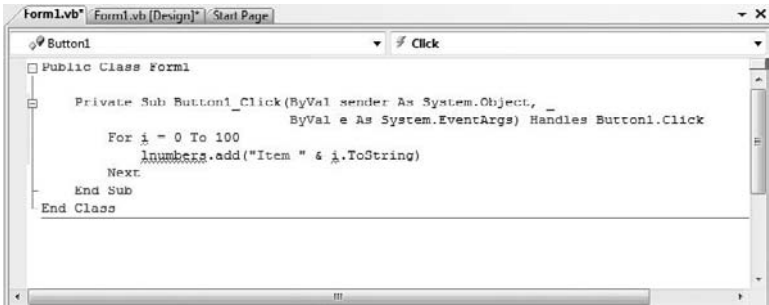 Form1.vb* Form1.vb [Design]* Start Page
Button1 Click
Public Class Form1
Private Sub Button1_Click(ByVal sender As System.Object, _
ByVal e As System.EventArgs) Handles Button1.Click
For i = 0 To 100
lnumbers.add("Item " & i.ToString)
Next
End Sub
End Class